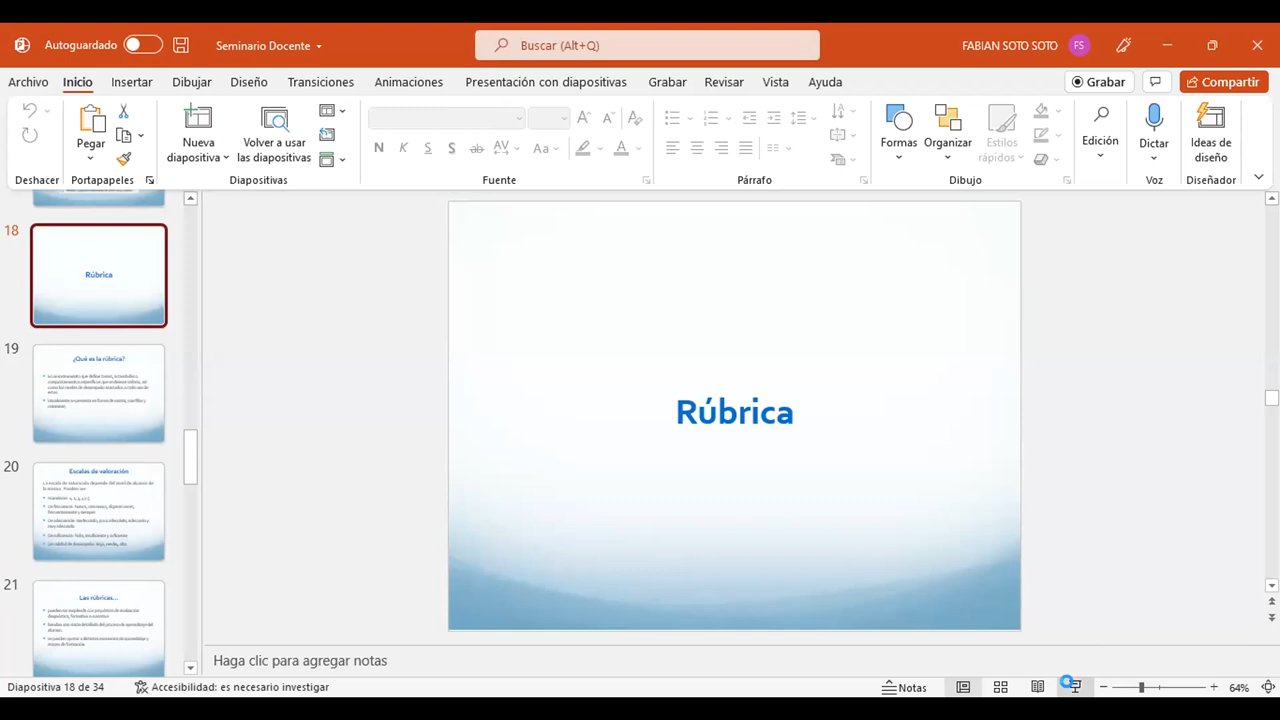 Autoguardado
Seminario Docente
Buscar (Alt+Q)
FABIAN SOTO SOTO
FS
Archivo
Inicio
Insertar
Dibujar
Diseño
Transiciones
Animaciones
Presentación con diapositivas
Grabar
Revisar
Vista
Ayuda
Grabar
Compartir
Pegar
Nueva
diapositiva
Volver a usar
las diapositivas
N K S
Aa
Formas
Organizar
Estilos
rápidos
Edición
Dictar
Ideas de
diseño
Deshacer
Portapapeles
Diapositivas
Fuente
Párrafo
Dibujo
Voz
Diseñador
18
Rúbrica
19
¿Qué es la rúbrica?
20
Escalas de valoración
21
Las rúbricas...
Rúbrica
Haga clic para agregar notas
Diapositiva 18 de 34
Accesibilidad: es necesario investigar
Notas
64%